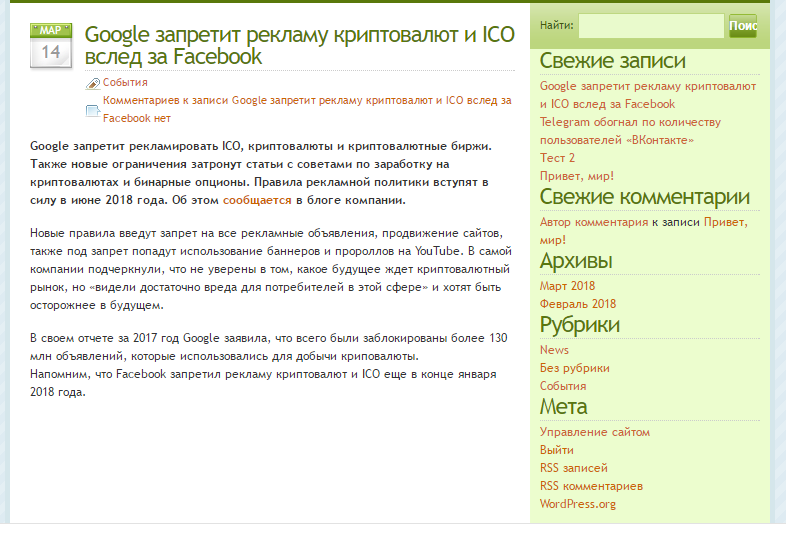 МАР
14
Google запретит рекламу криптовалют и ICO
вслед за Facebook
События
Комментариев к записи Google запретит рекламу криптовалют и ICO вслед за
Facebook нет
Google запретит рекламировать ICO, криптовалюты и криптовалютные биржи.
Также новые ограничения затронут статьи с советами по заработку на
криптовалютах и бинарные опционы. Правила рекламной политики вступят в
силу в июне 2018 года. Об этом сообщается в блоге компании.
Новые правила введут запрет на все рекламные объявления, продвижение сайтов,
также под запрет попадут использование баннеров и пророллов на YouTube. В самой
компании подчеркнули, что не уверены в том, какое будущее ждет криптовалютный
рынок, но «видели достаточно вреда для потребителей в этой сфере» и хотят быть
осторожнее в будущем.
В своем отчете за 2017 год Google заявила, что всего были заблокированы более 130
млн объявлений, которые использовались для добычи криповалюты.
Напомним, что Facebook запретил рекламу криптовалют и ICO еще в конце января
2018 года.
Найти:
Поис
Свежие записи
Google запретит рекламу криптовалют
и ICO вслед за Facebook
Telegram обогнал по количеству
пользователей «ВКонтакте»
Тест 2
Привет, мир!
Свежие комментарии
Автор комментария к записи Привет,
мир!
Архивы
Март 2018
Февраль 2018
Рубрики
News
Без рубрики
События
Мета
Управление сайтом
Выйти
RSS записей
RSS комментариев
WordPress.org